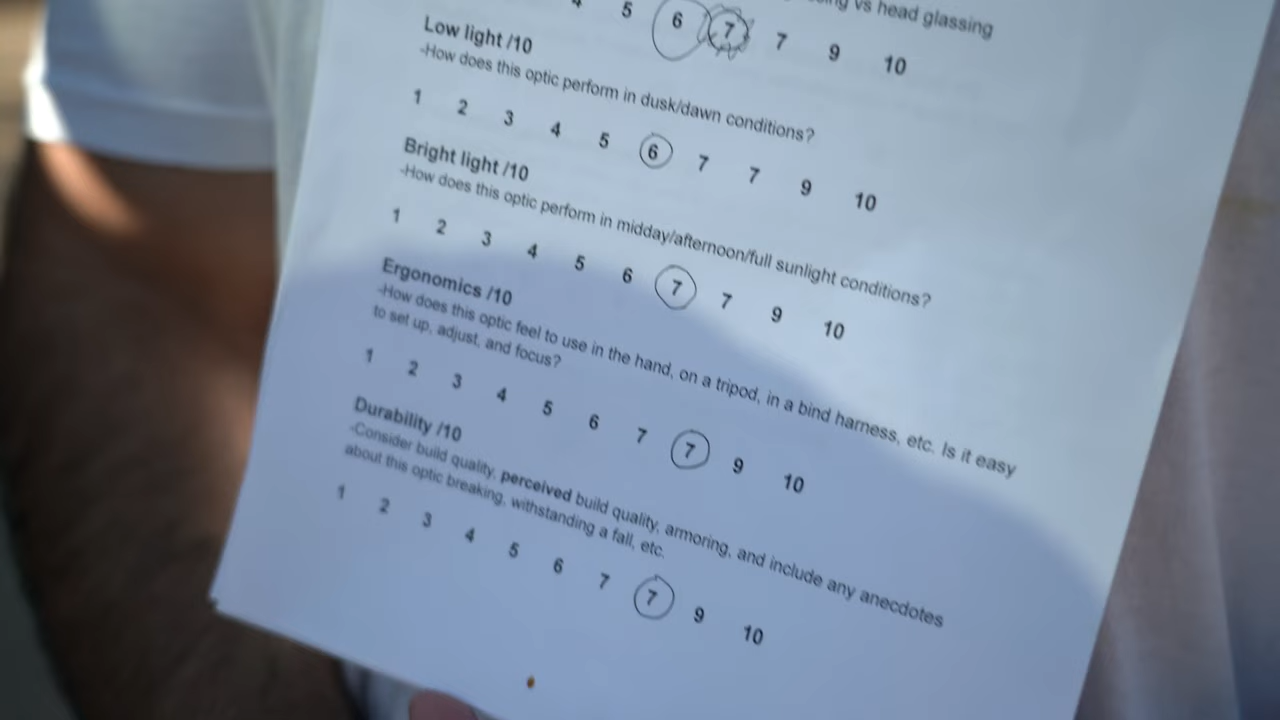 vs head glassing
4 5 6 7 7 9 10
Low light /10
-How does this optic perform in dusk/dawn conditions?
1 2 3 4 5 6 7 7 9 10
Bright light /10
-How does this optic perform in midday/afternoon/full sunlight conditions?
1 2 3 4 5 6 7 7 9 10
Ergonomics /10
-How does this optic feel to use in the hand, on a tripod, in a bind harness, etc. Is it easy
to set up, adjust, and focus?
1 2 3 4 5 6 7 7 9 10
Durability /10
-Consider build quality, perceived build quality, armoring, and include any anecdotes
about this optic breaking, withstanding a fall, etc.
1 2 3 4 5 6 7 7 9 10